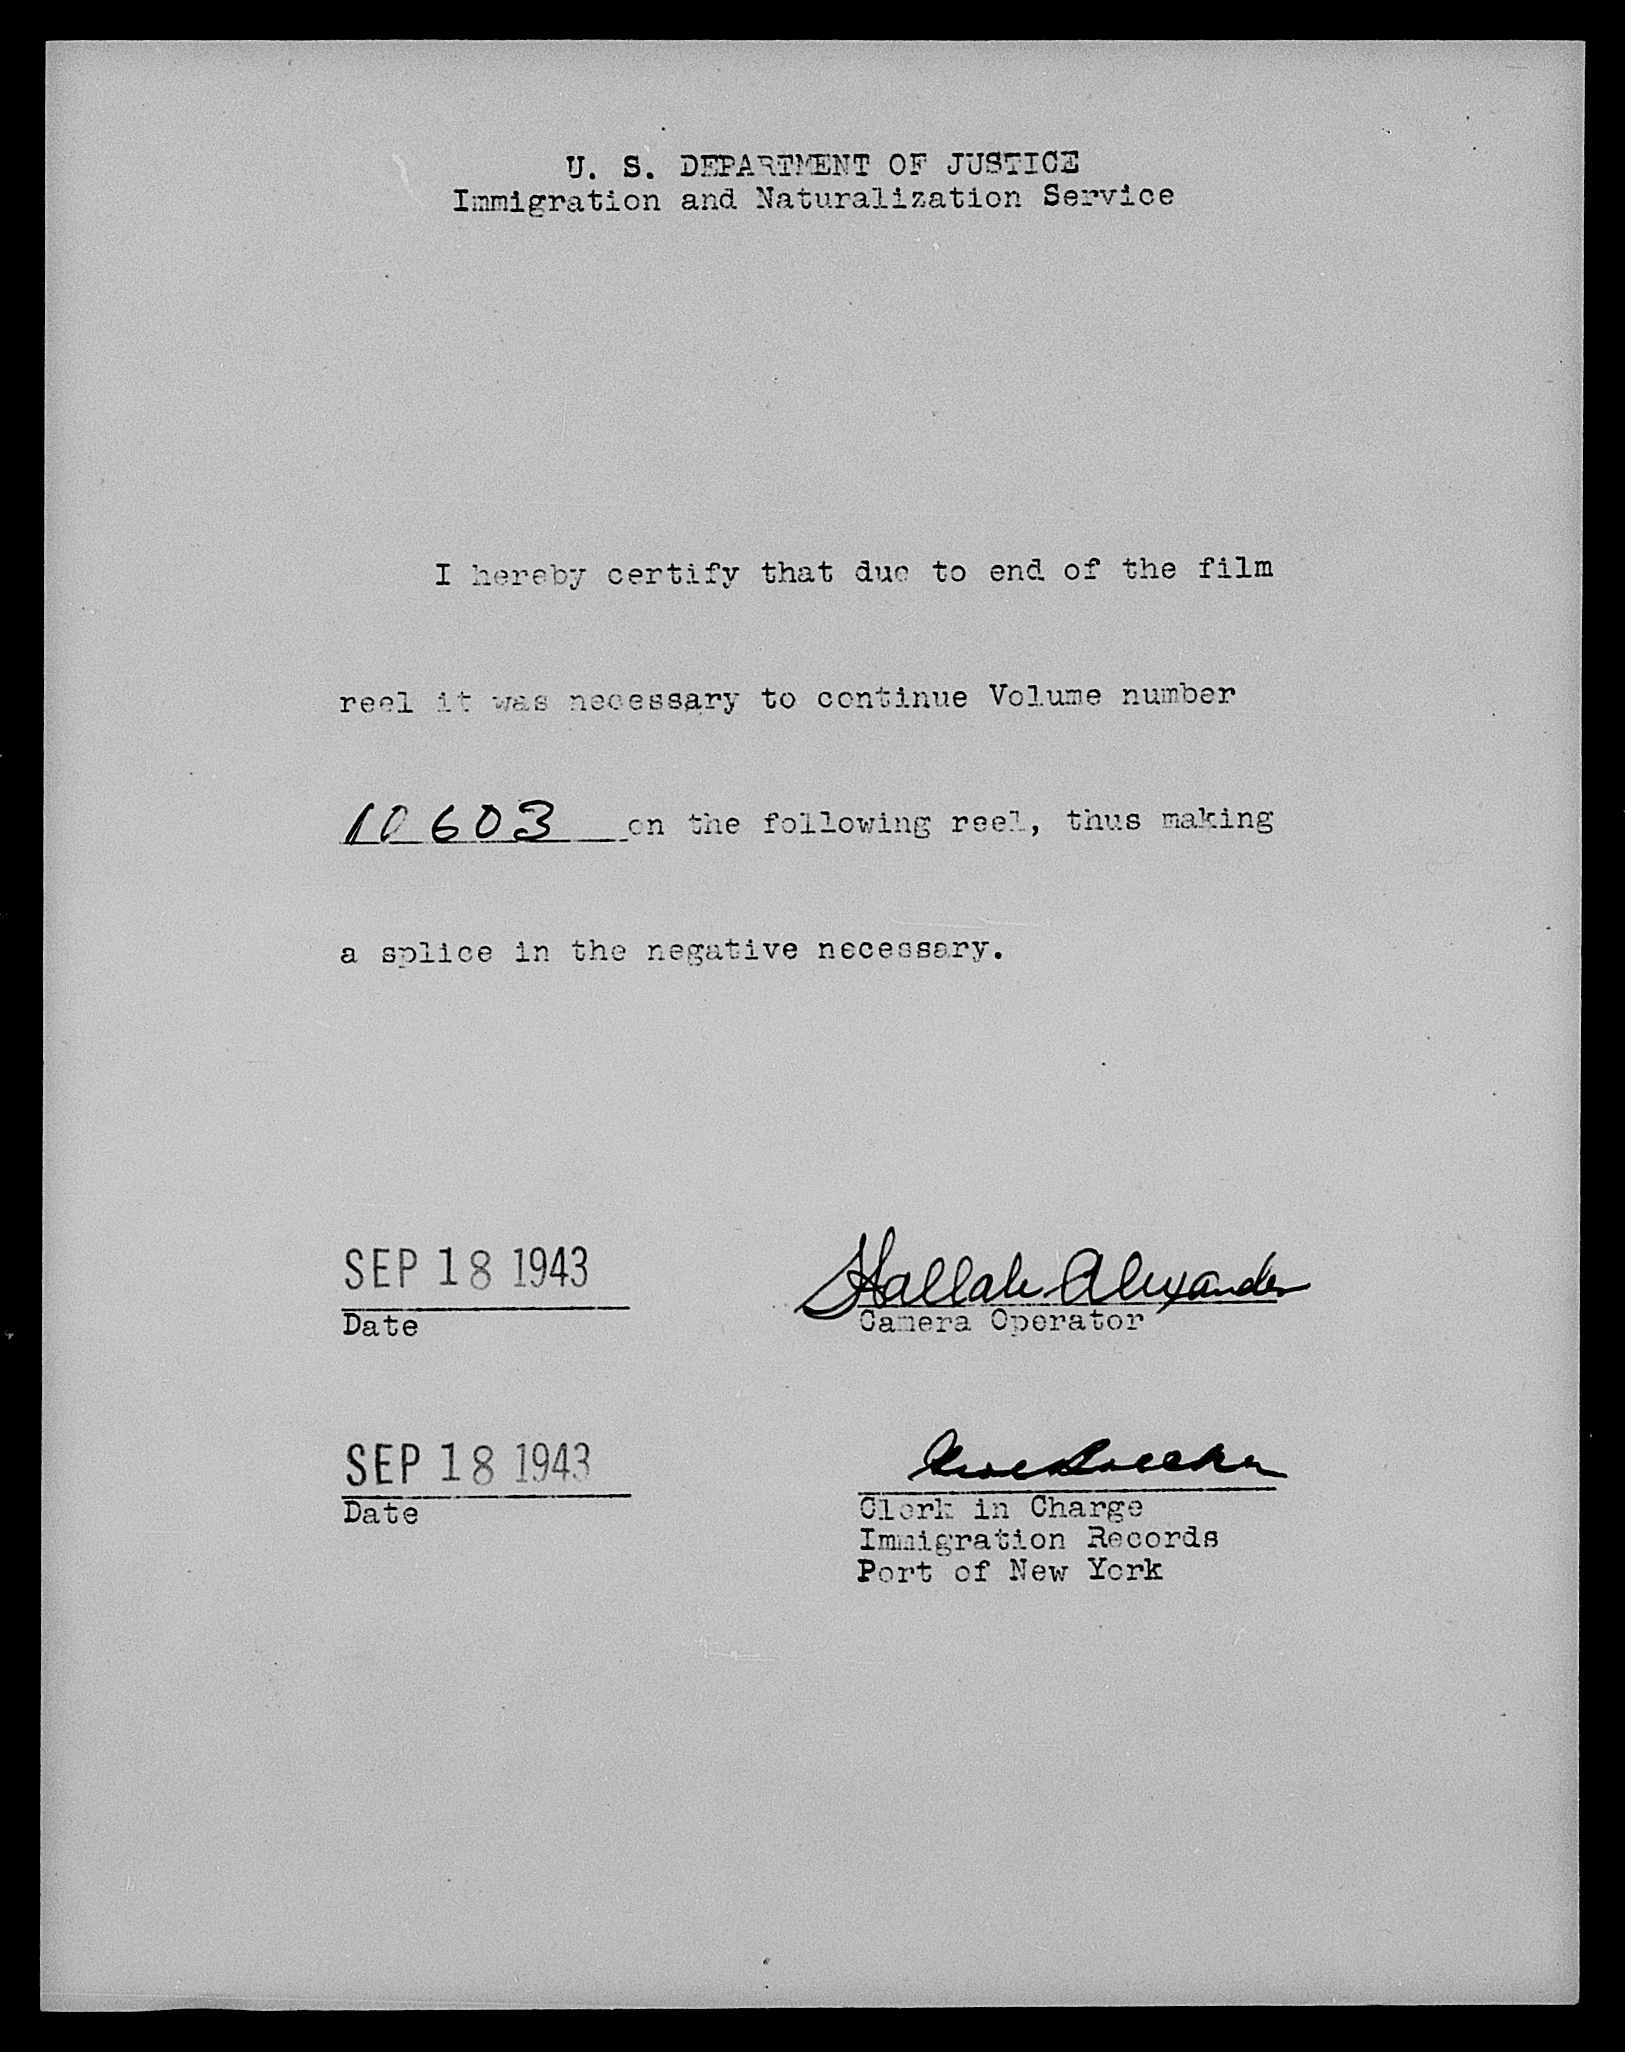 U. S. DEPARTMENT OF JUSTICE
Immigration and Naturalization Service
I hereby certify that due to end of the film
reel it was necessary to continue Volume number
10603 on the following reel, thus making
a splice in the negative necessary.
SEP 18 1943
Date
Alexander
Camera Operator
SEP 18 1943
Date
Clerk in Charge
Immigration Records
Port of New York